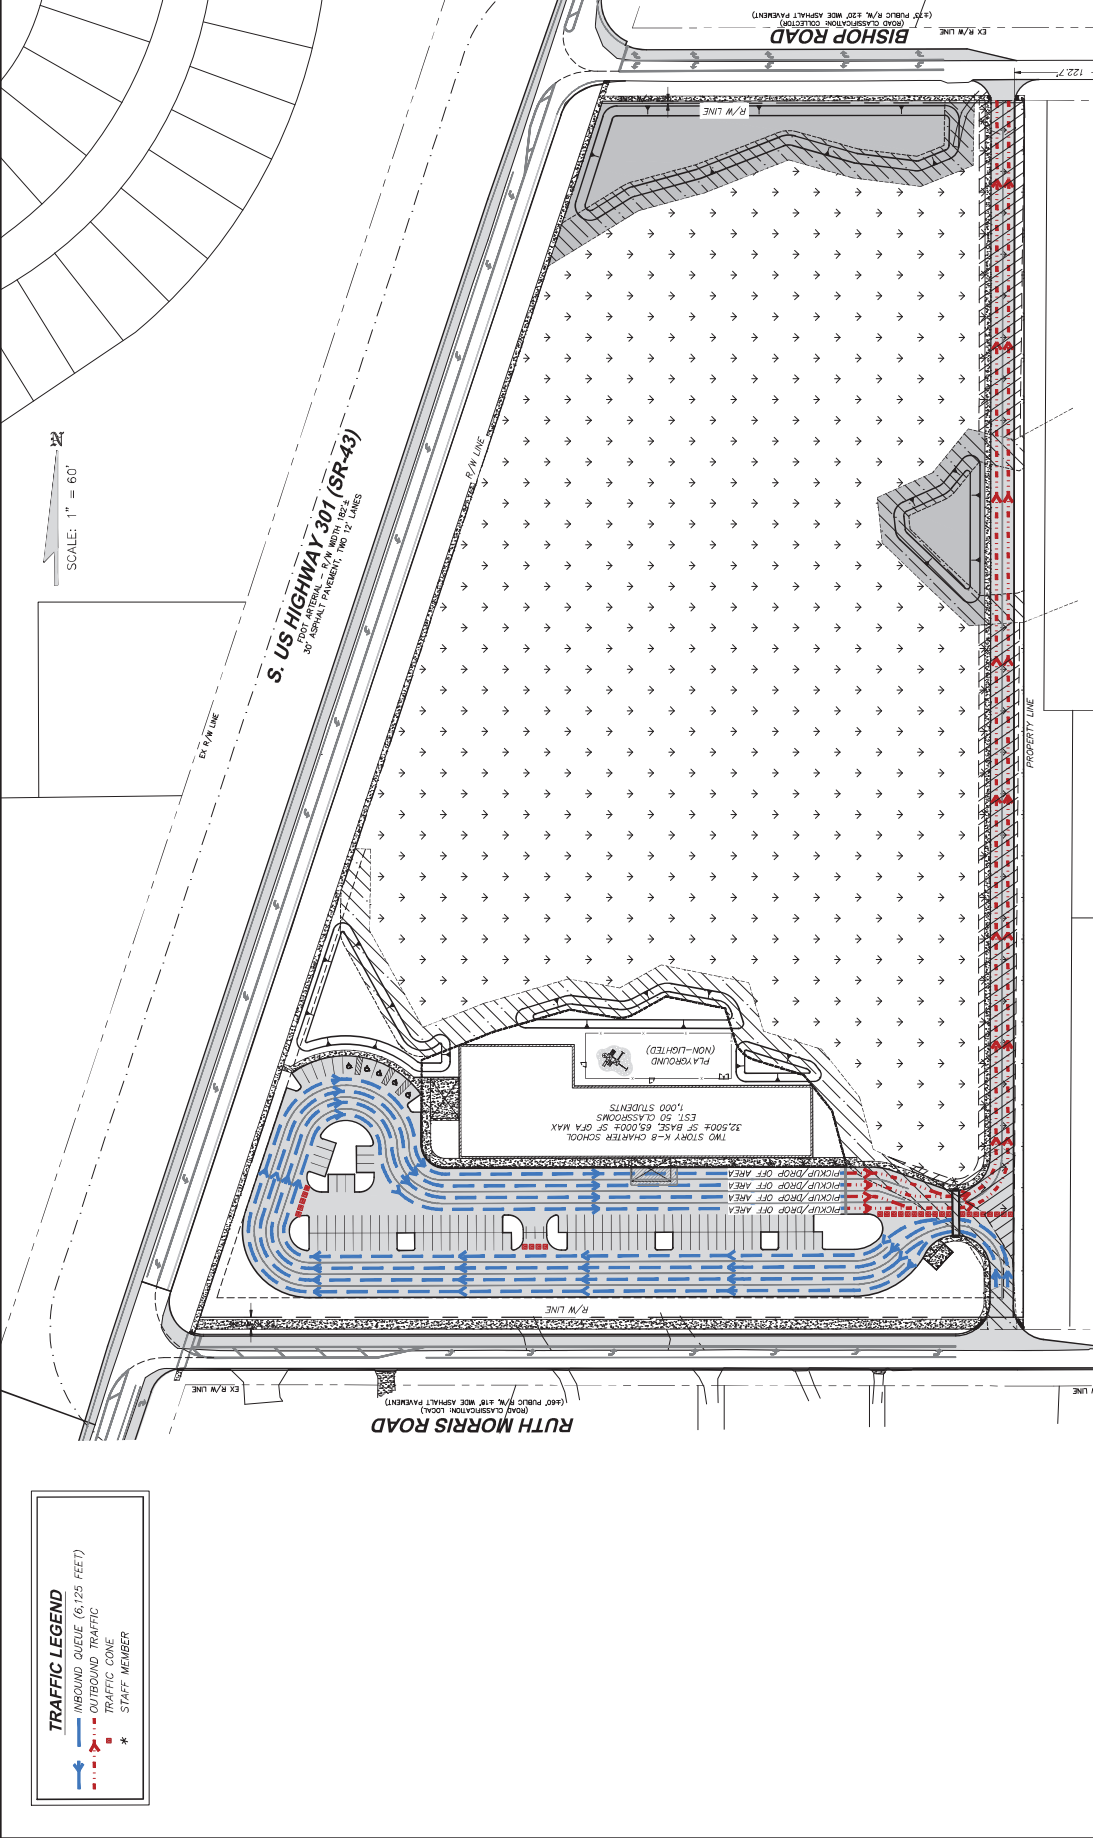 BISHOP ROAD
(ROAD CLASSIFICATION: COLLECTOR)
(±73' PUBLIC R/W, ±20' WIDE ASPHALT PAVEMENT)
EX R/W LINE
122.7'
R/W LINE
N
SCALE: 1" = 60'
S. US HIGHWAY 301 (SR-43)
FDOT ARTERIAL - R/W WIDTH 182'±
30' ASPHALT PAVEMENT, TWO 12' LANES
R/W LINE
EX R/W LINE
PROPERTY LINE
PLAYGROUND
(NON-LIGHTED)
TWO STORY K-8 CHARTER SCHOOL
32,500± SF BASE, 65,000± SF GFA MAX
EST. 50 CLASSROOMS
1,000 STUDENTS
PICKUP/DROP OFF AREA
PICKUP/DROP OFF AREA
PICKUP/DROP OFF AREA
PICKUP/DROP OFF AREA
R/W LINE
EX R/W LINE
LINE
RUTH MORRIS ROAD
(ROAD CLASSIFICATION: LOCAL)
(±60' PUBLIC R/W, ±18' WIDE ASPHALT PAVEMENT)
TRAFFIC LEGEND
INBOUND QUEUE (6,125 FEET)
OUTBOUND TRAFFIC
TRAFFIC CONE
* STAFF MEMBER